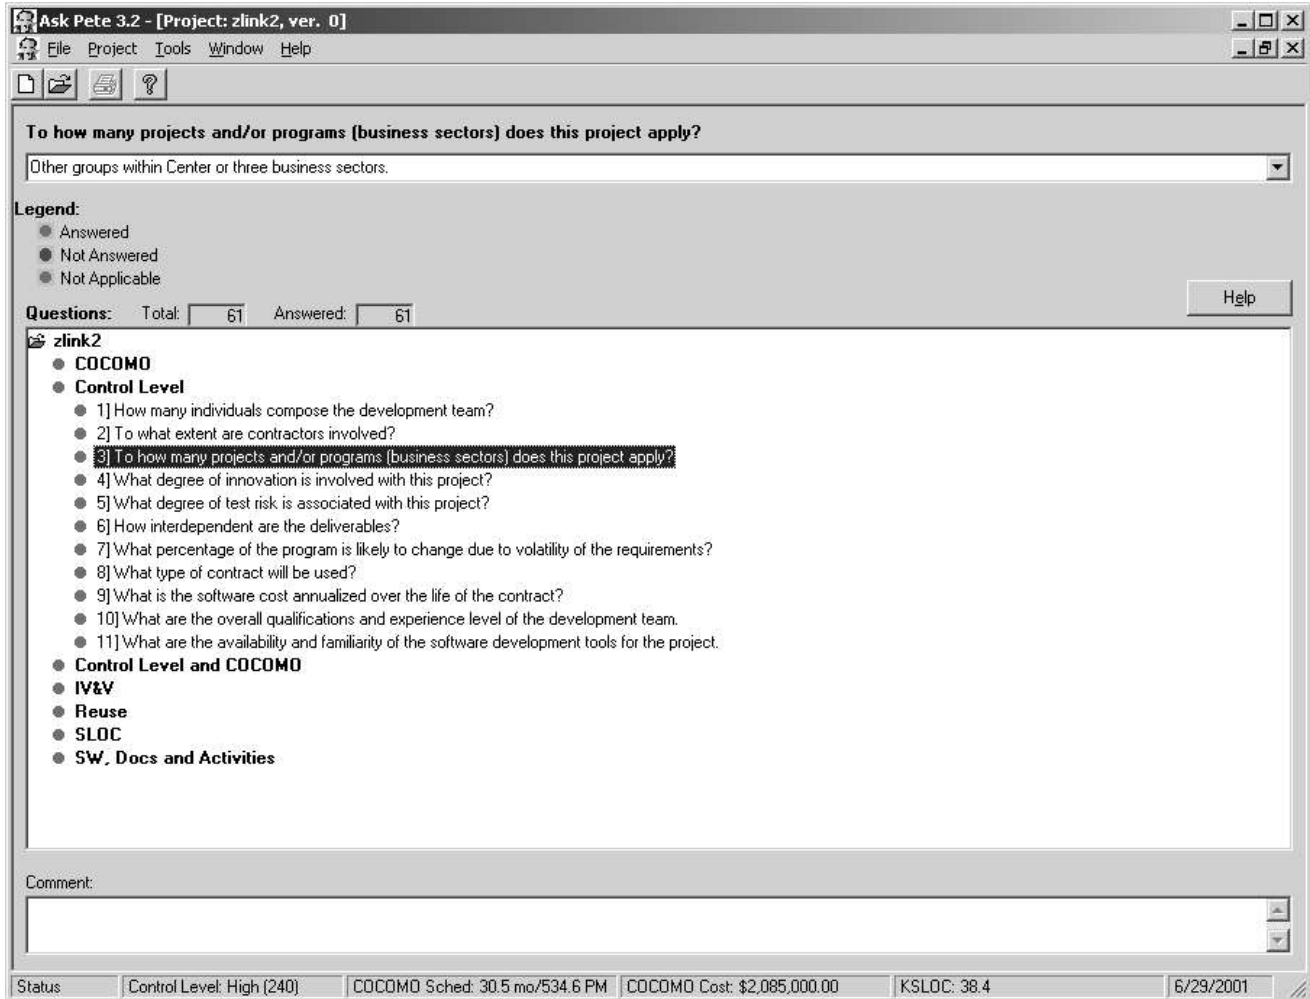 Ask Pete 3.2 - [Project: zlink2, ver. 0]
File Project Tools Window Help
To how many projects and/or programs (business sectors) does this project apply?
Other groups within Center or three business sectors.
Legend:
Answered
Not Answered
Not Applicable
Help
Questions: Total: 61 Answered: 61
zlink2
COCOMO
Control Level
1] How many individuals compose the development team?
2] To what extent are contractors involved?
3] To how many projects and/or programs (business sectors) does this project apply?
4] What degree of innovation is involved with this project?
5] What degree of test risk is associated with this project?
6] How interdependent are the deliverables?
7] What percentage of the program is likely to change due to volatility of the requirements?
8] What type of contract will be used?
9] What is the software cost annualized over the life of the contract?
10] What are the overall qualifications and experience level of the development team.
11] What are the availability and familiarity of the software development tools for the project.
Control Level and COCOMO
IV&V
Reuse
SLOC
SW, Docs and Activities
Comment:
Status Control Level: High (240) COCOMO Sched: 30.5 mo/534.6 PM COCOMO Cost: $2,085,000.00 KSLOC: 38.4 6/29/2001